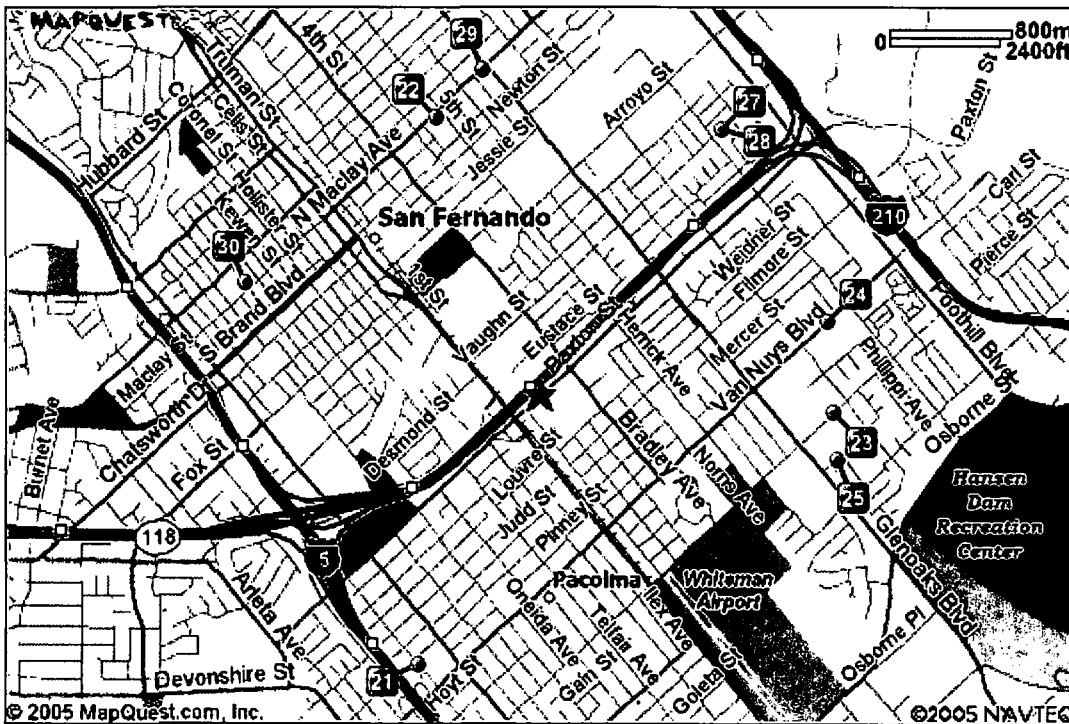 MAPQUEST
29
0
800m
2400ft
Truman St
4th St
Paxton St
22
5th St
Newton St
Arroyo St
27
Celis St
Coronel St
Hubbard St
Jessie St
28
Hollister St
Kewen St
N Maclay Ave
Carl St
San Fernando
210
Pierce St
30
Weidner St
Filmore St
1st St
S Brand Blvd
Vaughn St
Eustace St
Herrick Ave
Mercer St
24
Foothill Blvd
Maclay St
Van Nuys Blvd
Phillippi Ave
Chatsworth Dr
Osborne St
Burnet Ave
Fox St
Desmond St
Bradley Ave
Norris Ave
23
Louvre St
Judd St
Pinney St
25
Hansen
Dam
Recreation
Center
118
5
Glenoaks Blvd
Arleta Ave
Pacoima
Whiteman
Airport
Oneida Ave
Telfair Ave
Osborne Pl
Devonshire St
21
Hoyt St
Gain St
Goleta
© 2005 MapQuest.com, Inc.
©2005 NAVTEQ